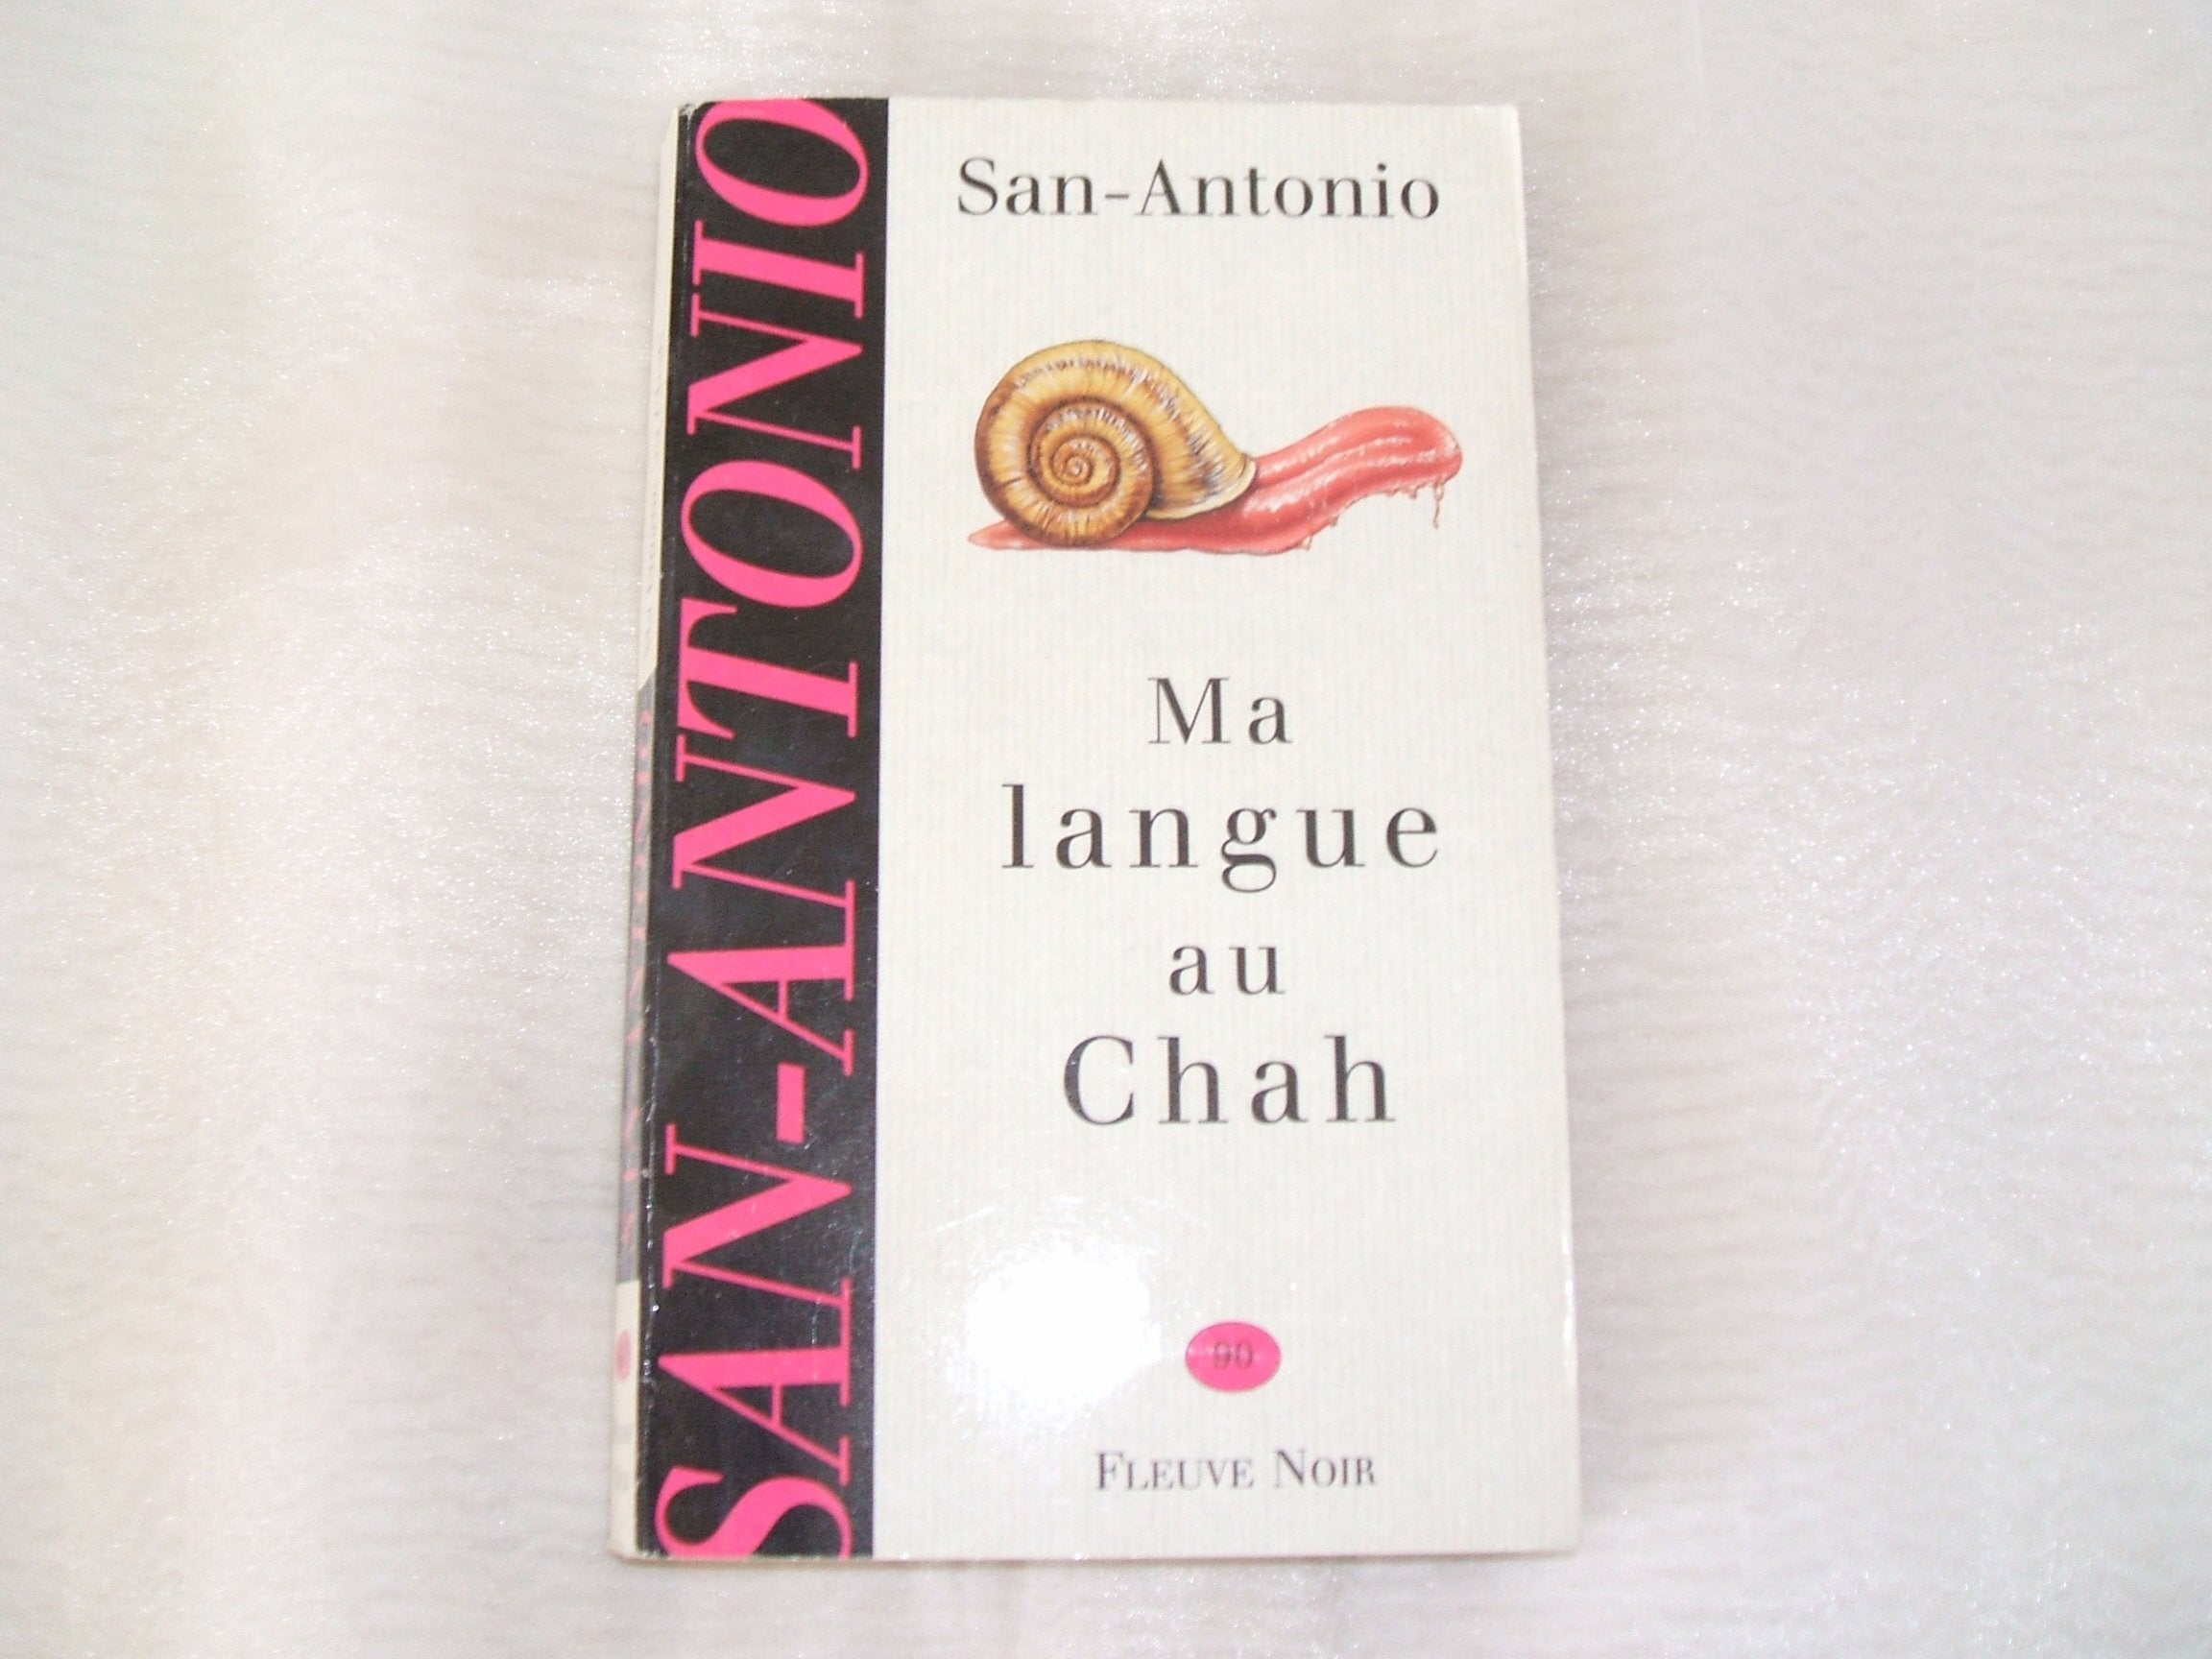 SAN-ANTONIO
San-Antonio
Ma
langue
au
Chah
90
FLEUVE NOIR